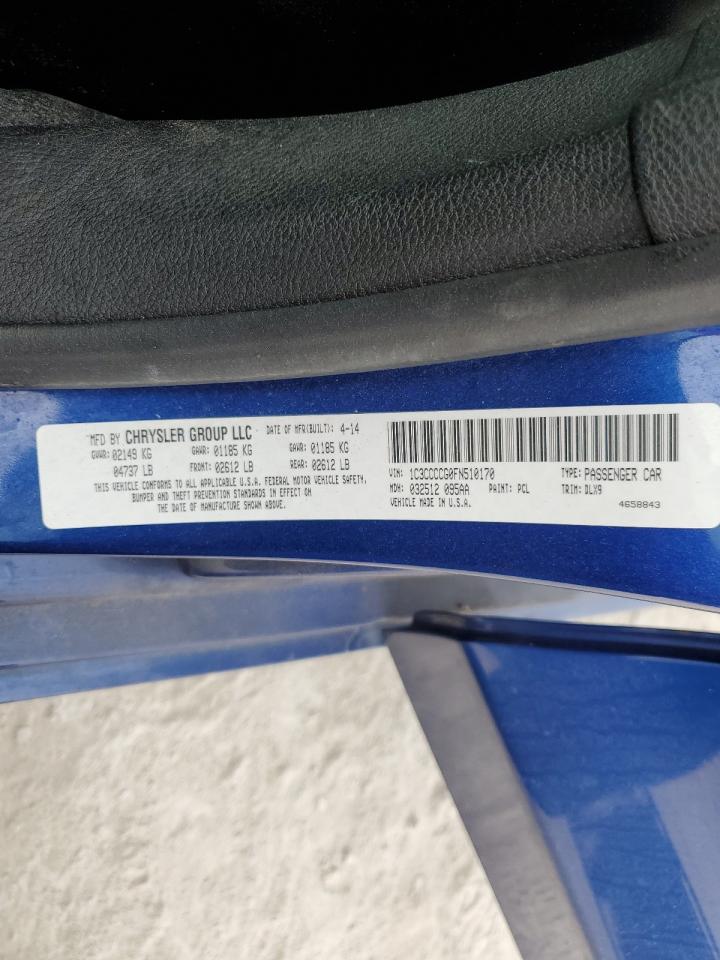 MFD BY CHRYSLER GROUP LLC DATE OF MFR(BUILT): 4-14
GVWR: 02149 KG GAWR: 01185 KG GAWR: 01185 KG
04737 LB FRONT: 02612 LB REAR: 02612 LB
THIS VEHICLE CONFORMS TO ALL APPLICABLE U.S.A. FEDERAL MOTOR VEHICLE SAFETY,
BUMPER AND THEFT PREVENTION STANDARDS IN EFFECT ON
THE DATE OF MANUFACTURE SHOWN ABOVE.
VIN: 1C3CCCCG0FN510170 TYPE: PASSENGER CAR
MDH: 032512 095AA PAINT: PCL TRIM: DLX9
VEHICLE MADE IN U.S.A. 4658843